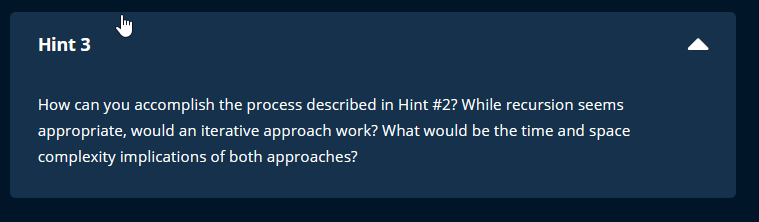 Hint 3
How can you accomplish the process described in Hint #2? While recursion seems
appropriate, would an iterative approach work? What would be the time and space
complexity implications of both approaches?